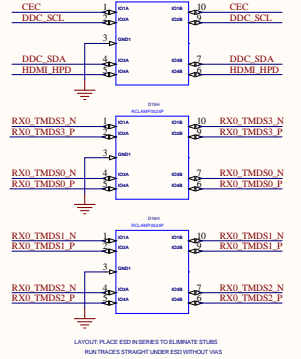 CEC 1 IO1A IO1B 10 CEC
DDC_SCL 2 IO2A IO2B 9 DDC_SCL
3 GND1
DDC_SDA 4 IO3A IO3B 7 DDC_SDA
HDMI_HPD 5 IO4A IO4B 6 HDMI_HPD
RCLAMP0524P
RX0_TMDS3_N 1 IO1A IO1B 10 RX0_TMDS3_N
RX0_TMDS3_P 2 IO2A IO2B 9 RX0_TMDS3_P
3 GND1
RX0_TMDS0_N 4 IO3A IO3B 7 RX0_TMDS0_N
RX0_TMDS0_P 5 IO4A IO4B 6 RX0_TMDS0_P
RCLAMP0524P
RX0_TMDS1_N 1 IO1A IO1B 10 RX0_TMDS1_N
RX0_TMDS1_P 2 IO2A IO2B 9 RX0_TMDS1_P
3 GND1
RX0_TMDS2_N 4 IO3A IO3B 7 RX0_TMDS2_N
RX0_TMDS2_P 5 IO4A IO4B 6 RX0_TMDS2_P
LAYOUT: PLACE ESD IN SERIES TO ELIMINATE STUBS
RUN TRACES STRAIGHT UNDER ESD WITHOUT VIAS